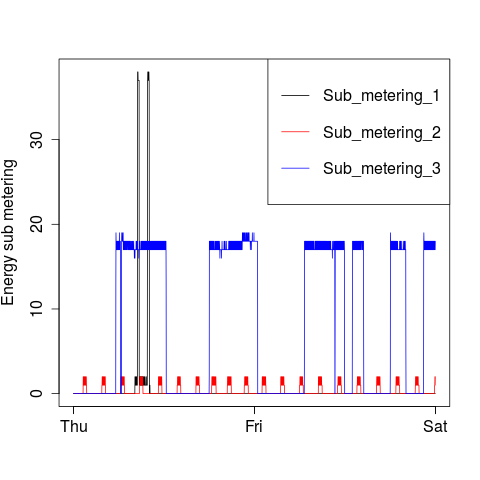 Sub_metering_1
Sub_metering_2
Sub_metering_3
Energy sub metering
30
20
10
0
Thu Fri Sat